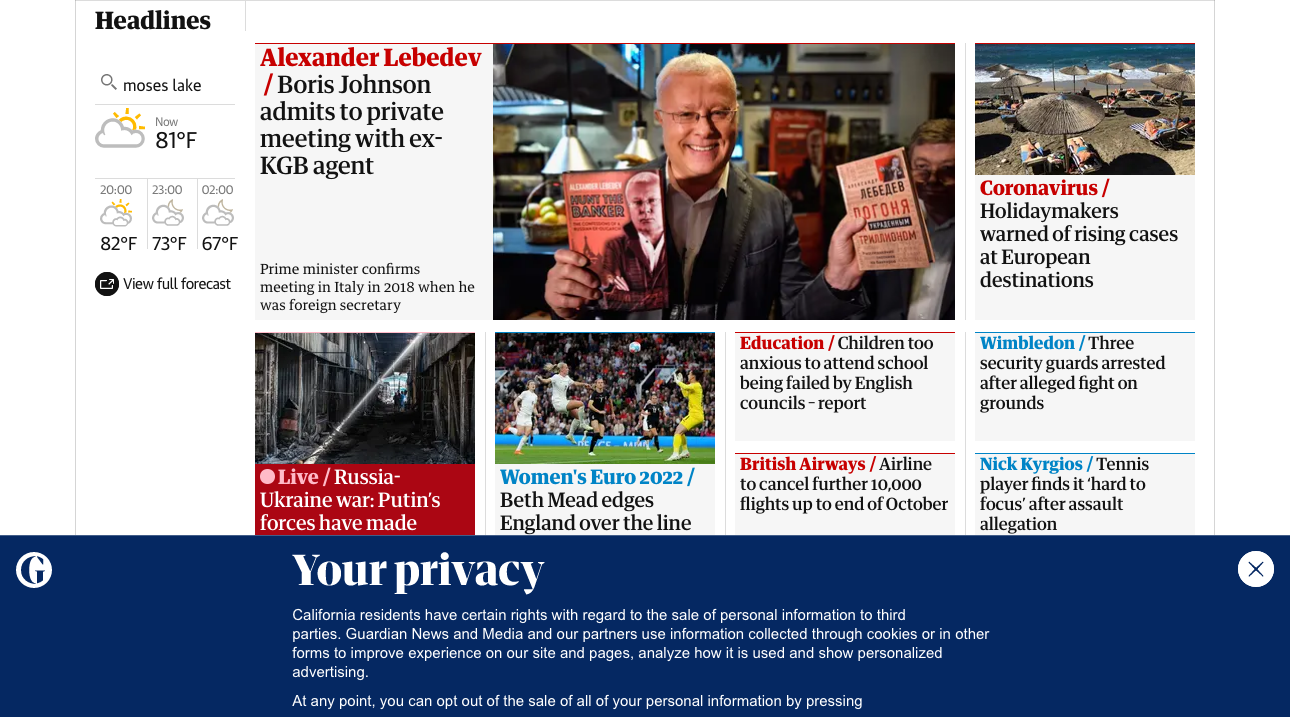 Headlines
moses lake
Now
81°F
20:00
23:00
02:00
82°F
73°F
67°F
View full forecast
Alexander Lebedev
/ Boris Johnson
admits to private
meeting with ex-
KGB agent
Prime minister confirms
meeting in Italy in 2018 when he
was foreign secretary
ALEXANDER LEBEDEV
HUNT THE
BANKER
АЛЕКСАНДР
ЛЕБЕДЕВ
ПОГОНЯ
УКРАДЕННЫМ
ТРИЛЛИОНОМ
Coronavirus /
Holidaymakers
warned of rising cases
at European
destinations
Live / Russia-
Ukraine war: Putin’s
forces have made
Women's Euro 2022 /
Beth Mead edges
England over the line
Education / Children too
anxious to attend school
being failed by English
councils – report
British Airways / Airline
to cancel further 10,000
flights up to end of October
Wimbledon / Three
security guards arrested
after alleged fight on
grounds
Nick Kyrgios / Tennis
player finds it ‘hard to
focus’ after assault
allegation
G
Your privacy
California residents have certain rights with regard to the sale of personal information to third
parties. Guardian News and Media and our partners use information collected through cookies or in other
forms to improve experience on our site and pages, analyze how it is used and show personalized
advertising.
At any point, you can opt out of the sale of all of your personal information by pressing